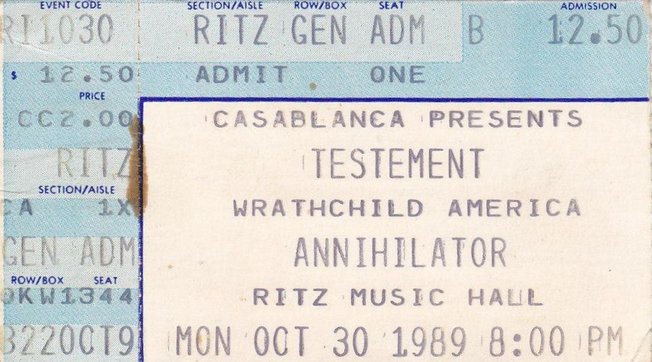 EVENT CODE SECTION/AISLE ROW/BOX SEAT ADMISSION
RI1030 RITZ GEN ADM B 12.50
$ 12.50 ADMIT ONE
PRICE
CC2.00 CASABLANCA PRESENTS
RITZ TESTEMENT
SECTION/AISLE
CA 1X WRATHCHILD AMERICA
GEN ADM ANNIHILATOR
ROW/BOX SEAT
0KW1344 RITZ MUSIC HALL
B22OCT9 MON OCT 30 1989 8:00 PM